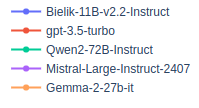 Bielik-11B-v2.2-Instruct
gpt-3.5-turbo
Qwen2-72B-Instruct
Mistral-Large-Instruct-2407
Gemma-2-27b-it